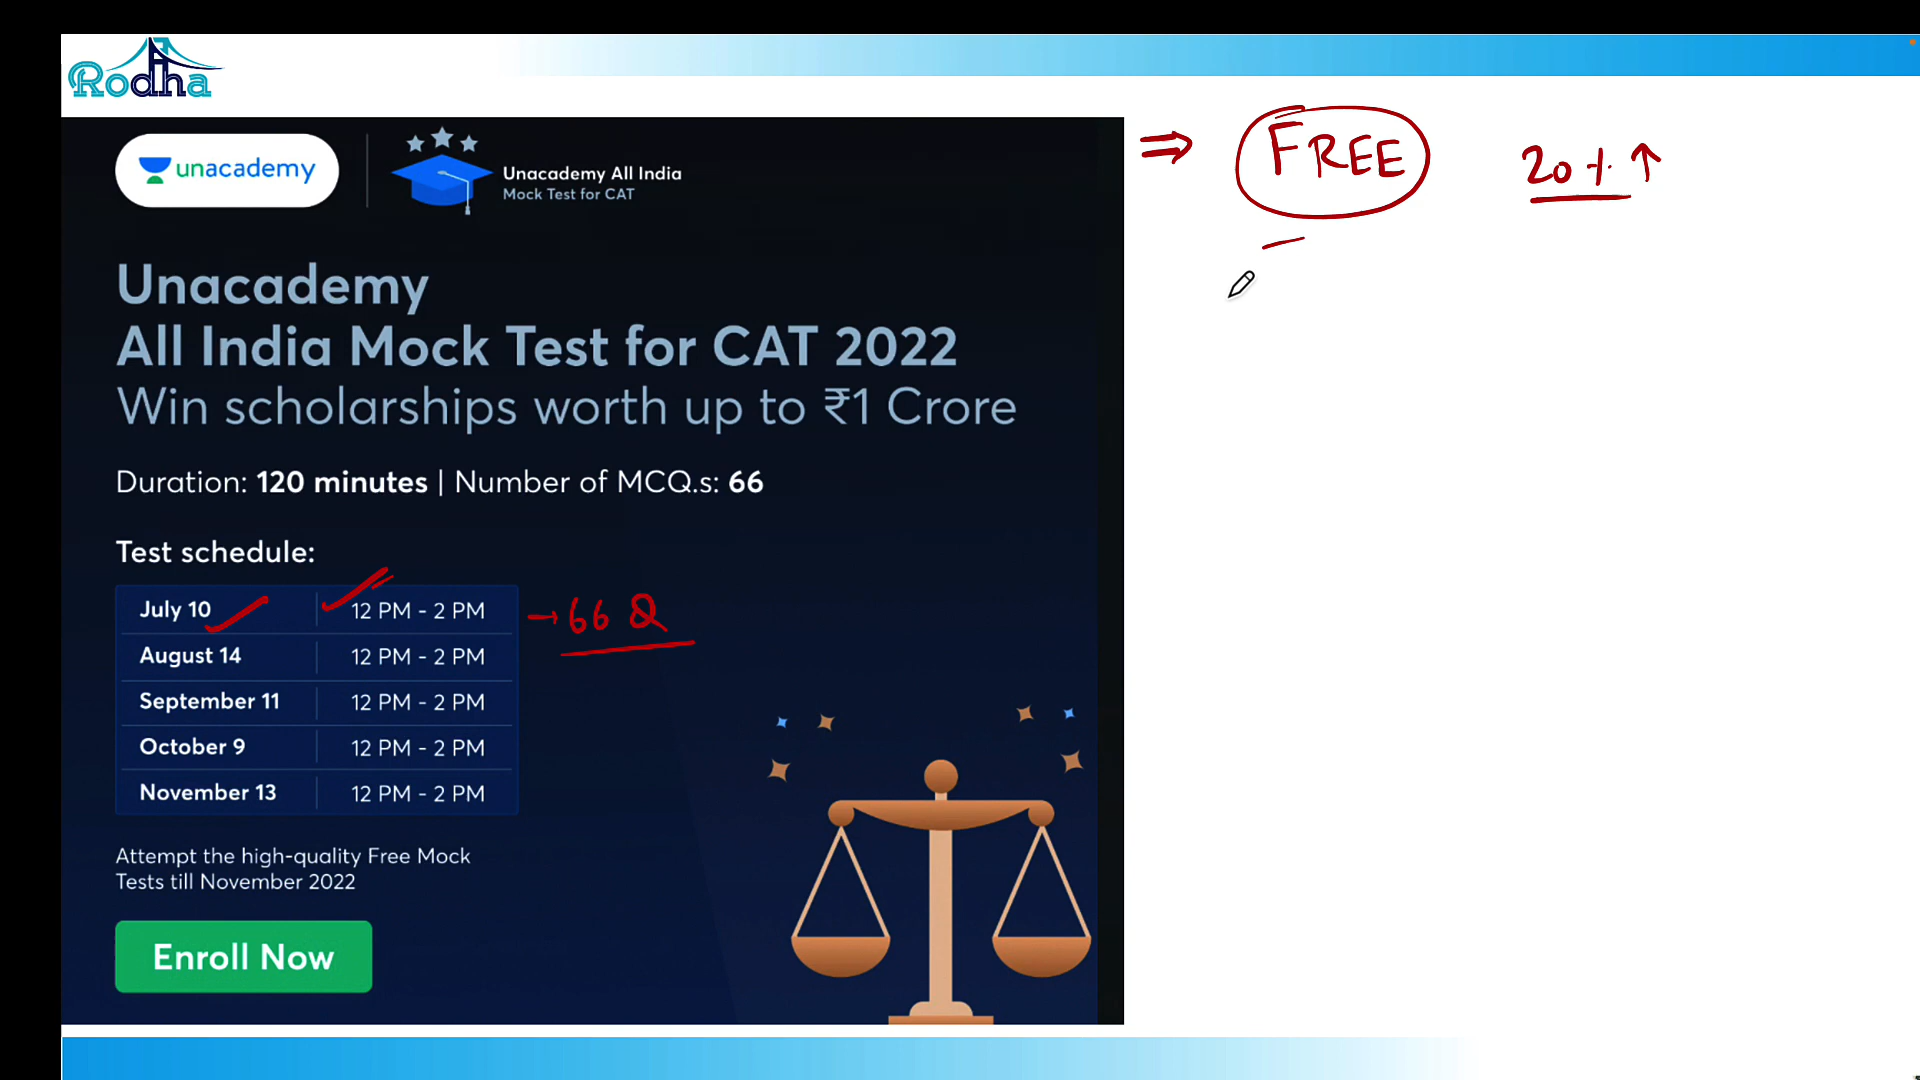 Rodha
unacademy
Unacademy All India
Mock Test for CAT
Unacademy
All India Mock Test for CAT 2022
Win scholarships worth up to ₹1 Crore
Duration: 120 minutes | Number of MCQ.s: 66
Test schedule:
July 10 12 PM - 2 PM → 66 Q
August 14 12 PM - 2 PM
September 11 12 PM - 2 PM
October 9 12 PM - 2 PM
November 13 12 PM - 2 PM
Attempt the high-quality Free Mock
Tests till November 2022
Enroll Now
⇒ FREE 20% ↑